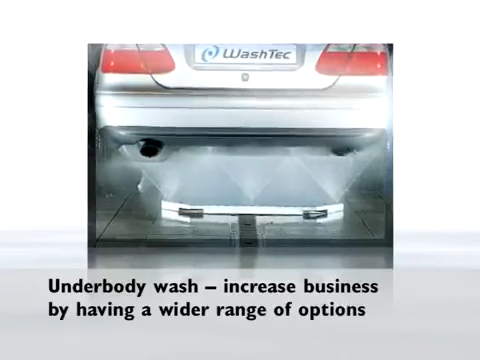 WashTec
Underbody wash – increase business
by having a wider range of options